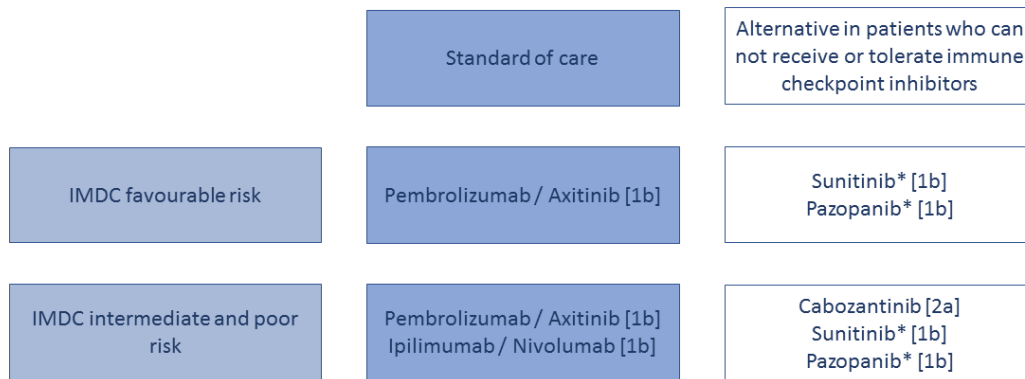 Standard of care
Alternative in patients who can
not receive or tolerate immune
checkpoint inhibitors
IMDC favourable risk
Pembrolizumab / Axitinib [1b]
Sunitinib* [1b]
Pazopanib* [1b]
IMDC intermediate and poor
risk
Pembrolizumab / Axitinib [1b]
Ipilimumab / Nivolumab [1b]
Cabozantinib [2a]
Sunitinib* [1b]
Pazopanib* [1b]